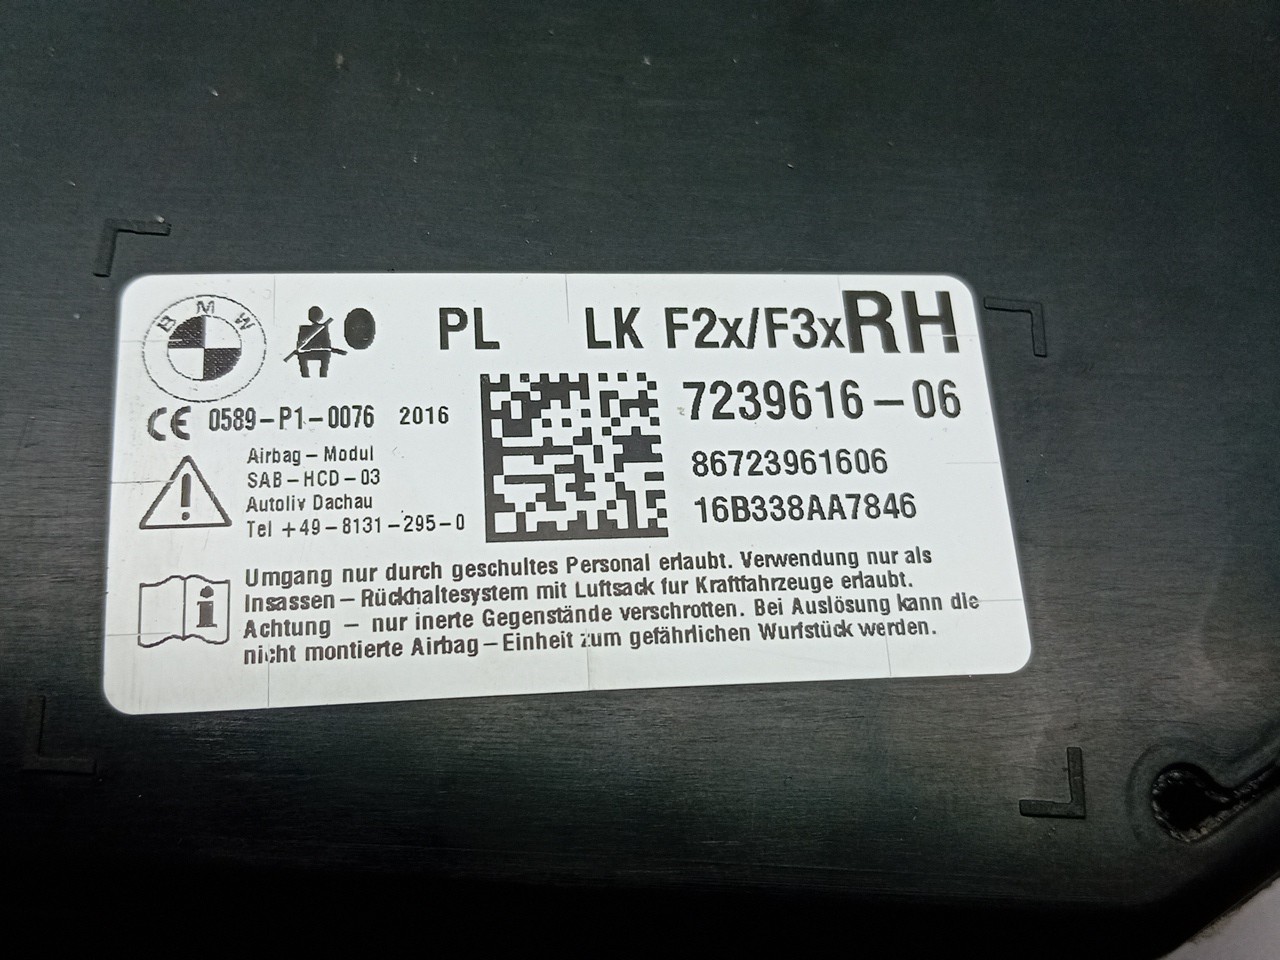 BMW
PL LK F2x/F3x RH
7239616-06
CE 0589-P1-0076 2016
86723961606
16B338AA7846
Airbag-Modul
SAB-HCD-03
Autoliv Dachau
Tel +49-8131-295-0
Umgang nur durch geschultes Personal erlaubt. Verwendung nur als
Insassen-Rückhaltesystem mit Luftsack fur Kraftfahrzeuge erlaubt.
Achtung - nur inerte Gegenstände verschrotten. Bei Auslösung kann die
nicht montierte Airbag-Einheit zum gefährlichen Wurfstück werden.